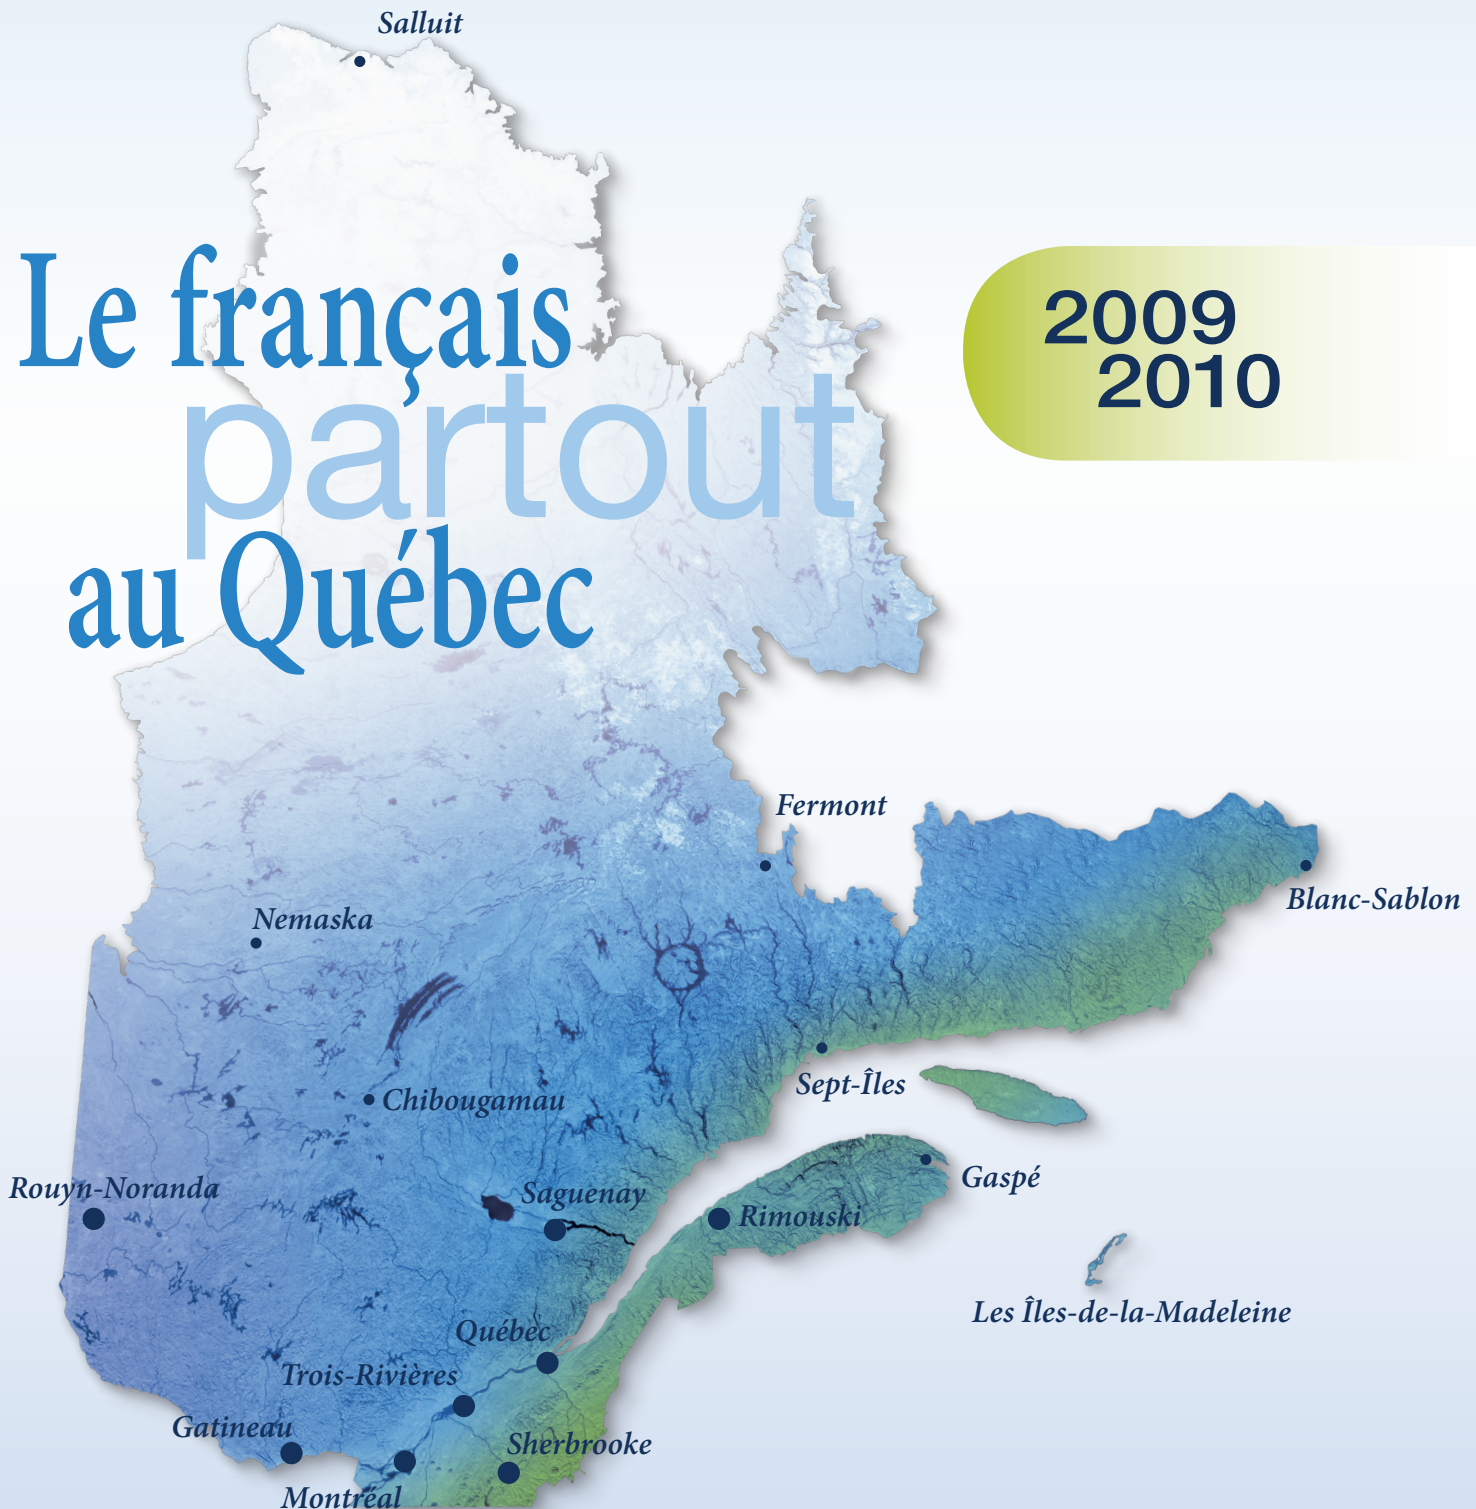 Salluit
Le français
partout
au Québec
2009
2010
Fermont
Blanc-Sablon
Nemaska
Sept-Îles
Chibougamau
Gaspé
Rouyn-Noranda
Saguenay
Rimouski
Les Îles-de-la-Madeleine
Québec
Trois-Rivières
Gatineau
Sherbrooke
Montréal